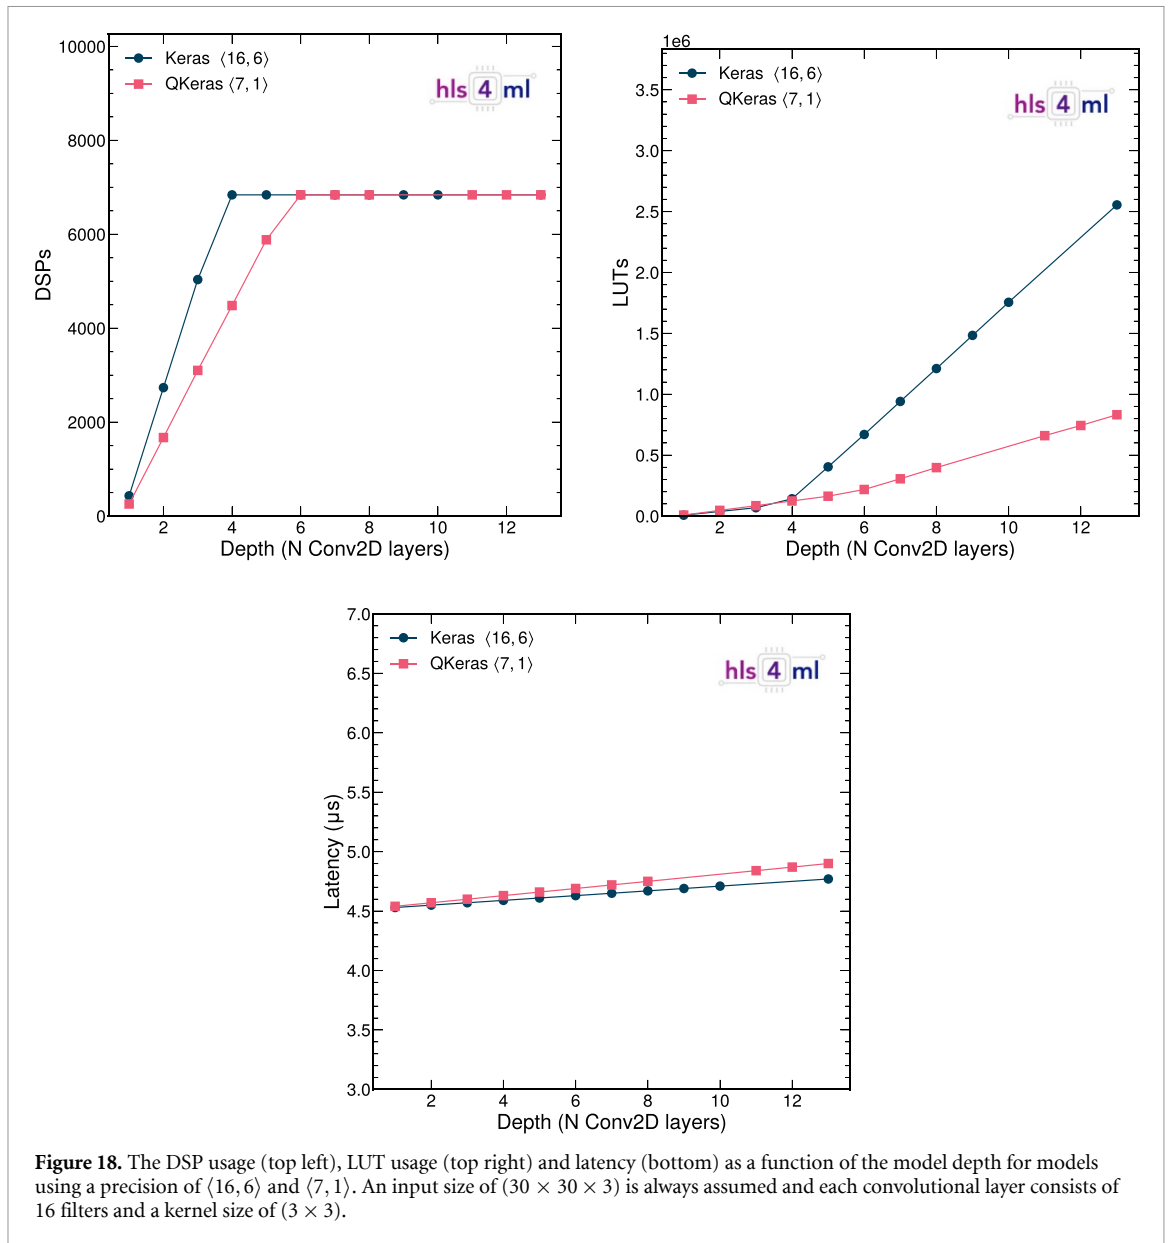 10000
8000
6000
4000
2000
0
DSPs
Keras ⟨16, 6⟩
QKeras ⟨7, 1⟩
hls 4 ml
2 4 6 8 10 12
Depth (N Conv2D layers)
1e6
3.5
3.0
2.5
2.0
1.5
1.0
0.5
0.0
LUTs
Keras ⟨16, 6⟩
QKeras ⟨7, 1⟩
hls 4 ml
2 4 6 8 10 12
Depth (N Conv2D layers)
7.0
6.5
6.0
5.5
5.0
4.5
4.0
3.5
3.0
Latency (μs)
Keras ⟨16, 6⟩
QKeras ⟨7, 1⟩
hls 4 ml
2 4 6 8 10 12
Depth (N Conv2D layers)
Figure 18. The DSP usage (top left), LUT usage (top right) and latency (bottom) as a function of the model depth for models
using a precision of ⟨16, 6⟩ and ⟨7, 1⟩. An input size of (30 × 30 × 3) is always assumed and each convolutional layer consists of
16 filters and a kernel size of (3 × 3).